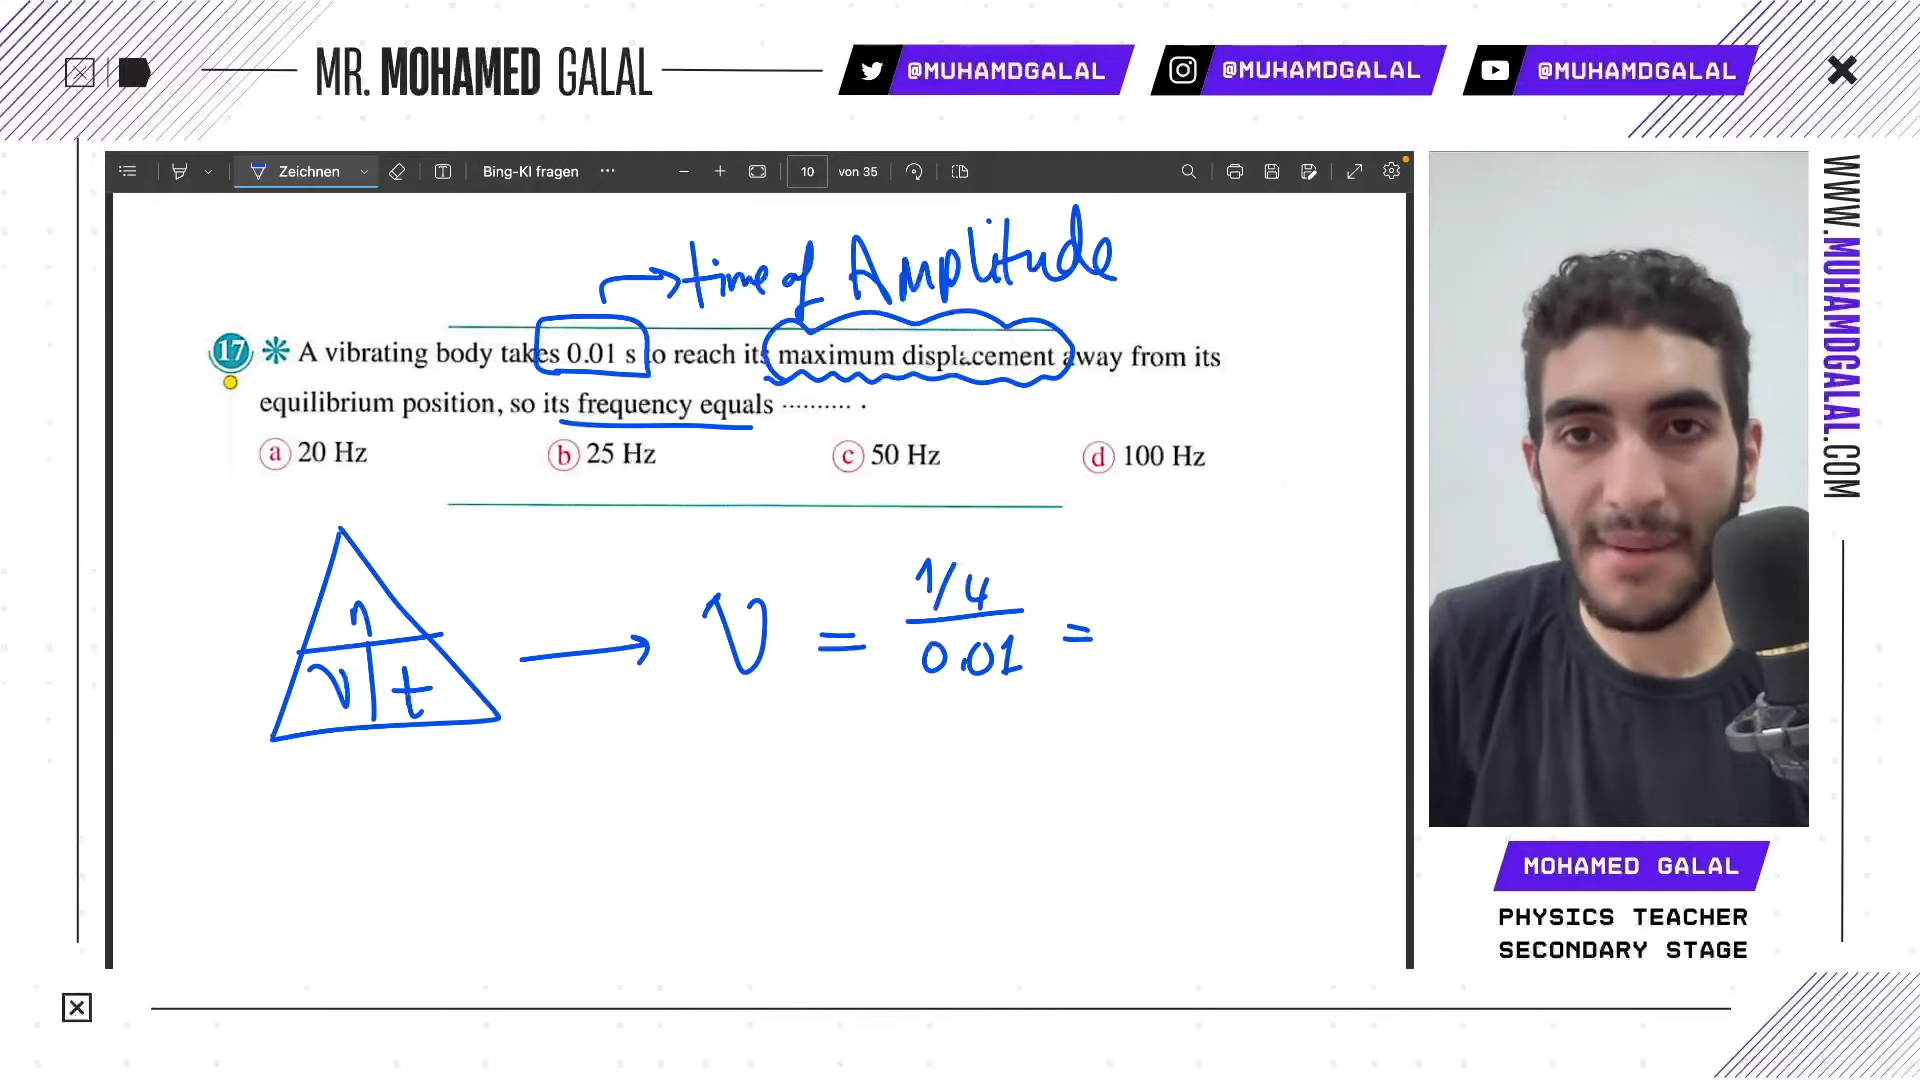 MR. MOHAMED GALAL
@MUHAMDGALAL
@MUHAMDGALAL
@MUHAMDGALAL
Zeichnen
Bing-KI fragen
10
von 35
WWW.MUHAMDGALAL.COM
time of Amplitude
17 A vibrating body takes 0.01 s to reach its maximum displacement away from its
equilibrium position, so its frequency equals .......... .
a 20 Hz
b 25 Hz
c 50 Hz
d 100 Hz
n
ν t
ν = 1/4 / 0.01 =
MOHAMED GALAL
PHYSICS TEACHER
SECONDARY STAGE